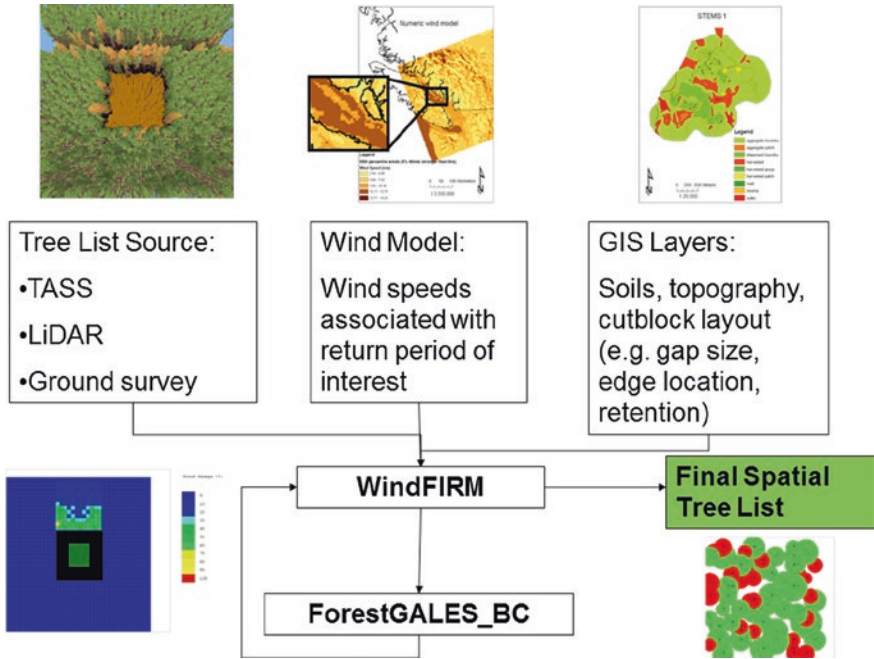 Numeric wind model
Legend
STEMS 1
Legend
Tree List Source:
•TASS
•LiDAR
•Ground survey
Wind Model:
Wind speeds
associated with
return period of
interest
GIS Layers:
Soils, topography,
cutblock layout
(e.g. gap size,
edge location,
retention)
WindFIRM
Final Spatial
Tree List
ForestGALES_BC